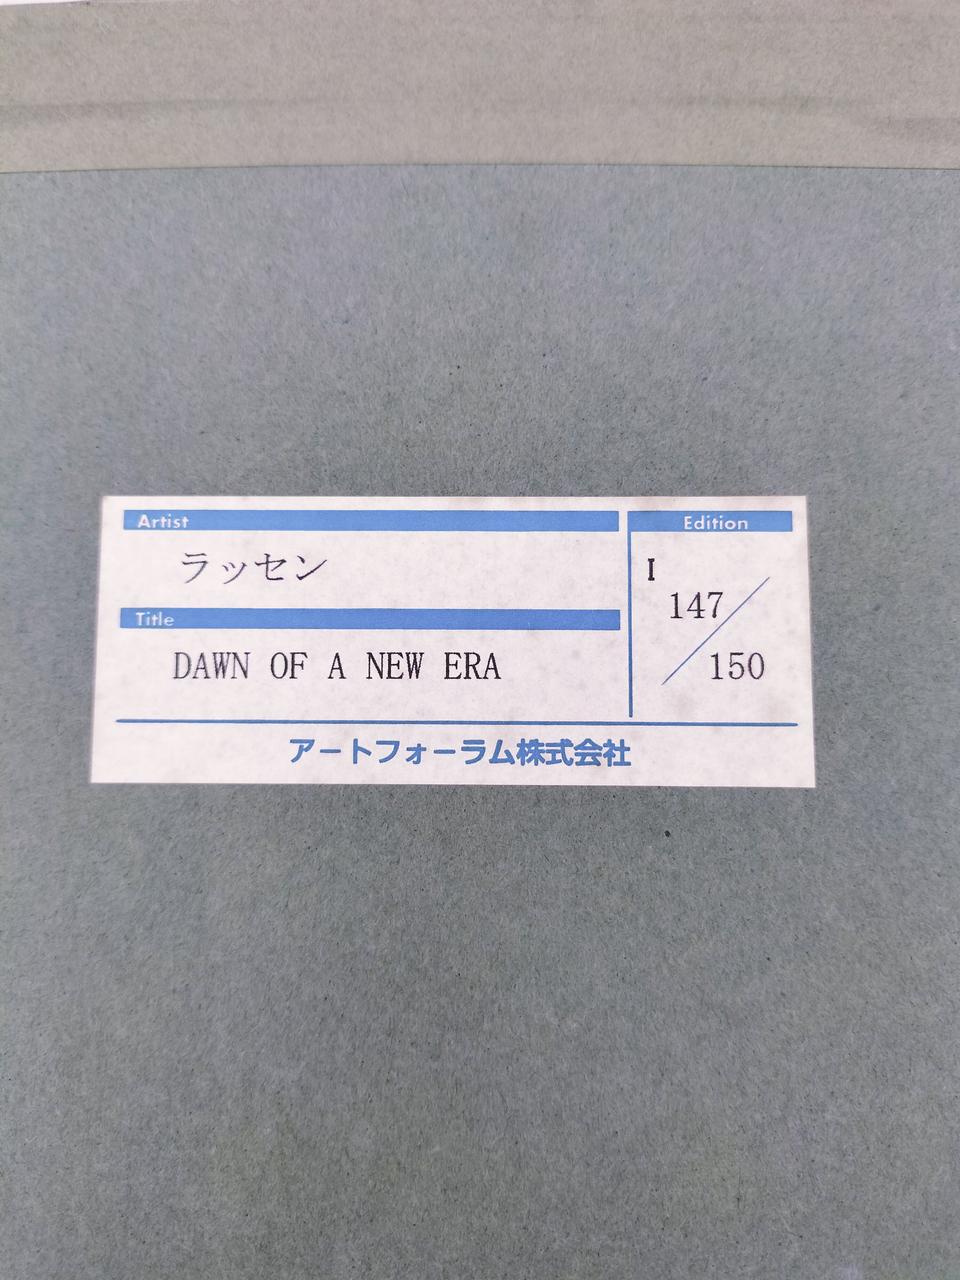 Artist
ラッセン
Title
DAWN OF A NEW ERA
Edition
I
147/150
アートフォーラム株式会社